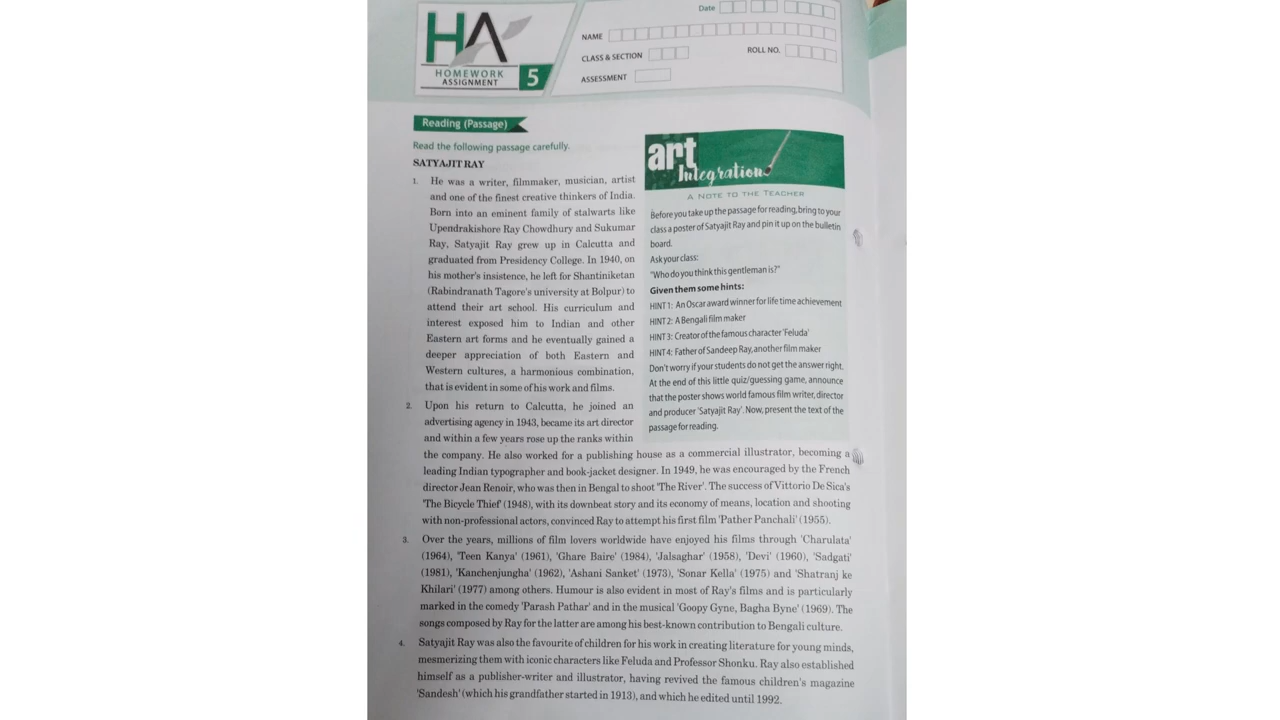 Date
HA
HOMEWORK
ASSIGNMENT
5
NAME
CLASS & SECTION
ROLL NO.
ASSESSMENT
Reading (Passage)
Read the following passage carefully.
SATYAJIT RAY
1. He was a writer, filmmaker, musician, artist
and one of the finest creative thinkers of India.
Born into an eminent family of stalwarts like
Upendrakishore Ray Chowdhury and Sukumar
Ray, Satyajit Ray grew up in Calcutta and
graduated from Presidency College. In 1940, on
his mother's insistence, he left for Shantiniketan
(Rabindranath Tagore's university at Bolpur) to
attend their art school. His curriculum and
interest exposed him to Indian and other
Eastern art forms and he eventually gained a
deeper appreciation of both Eastern and
Western cultures, a harmonious combination,
that is evident in some of his work and films.
art
Integration
A NOTE TO THE TEACHER
Before you take up the passage for reading, bring to your
class a poster of Satyajit Ray and pin it up on the bulletin
board.
Ask your class:
"Who do you think this gentleman is?"
Given them some hints:
HINT 1: An Oscar award winner for life time achievement
HINT 2: A Bengali film maker
HINT 3: Creator of the famous character 'Feluda'
HINT 4: Father of Sandeep Ray, another film maker
Don't worry if your students do not get the answer right.
At the end of this little quiz/guessing game, announce
that the poster shows world famous film writer, director
and producer 'Satyajit Ray'. Now, present the text of the
passage for reading.
2. Upon his return to Calcutta, he joined an
advertising agency in 1943, became its art director
and within a few years rose up the ranks within
the company. He also worked for a publishing house as a commercial illustrator, becoming a
leading Indian typographer and book-jacket designer. In 1949, he was encouraged by the French
director Jean Renoir, who was then in Bengal to shoot 'The River'. The success of Vittorio De Sica's
'The Bicycle Thief' (1948), with its downbeat story and its economy of means, location and shooting
with non-professional actors, convinced Ray to attempt his first film 'Pather Panchali' (1955).
3. Over the years, millions of film lovers worldwide have enjoyed his films through 'Charulata'
(1964), 'Teen Kanya' (1961), 'Ghare Baire' (1984), 'Jalsaghar' (1958), 'Devi' (1960), 'Sadgati'
(1981), 'Kanchenjungha' (1962), 'Ashani Sanket' (1973), 'Sonar Kella' (1975) and 'Shatranj ke
Khilari' (1977) among others. Humour is also evident in most of Ray's films and is particularly
marked in the comedy 'Parash Pathar' and in the musical 'Goopy Gyne, Bagha Byne' (1969). The
songs composed by Ray for the latter are among his best-known contribution to Bengali culture.
4. Satyajit Ray was also the favourite of children for his work in creating literature for young minds,
mesmerizing them with iconic characters like Feluda and Professor Shonku. Ray also established
himself as a publisher-writer and illustrator, having revived the famous children's magazine
'Sandesh' (which his grandfather started in 1913), and which he edited until 1992.